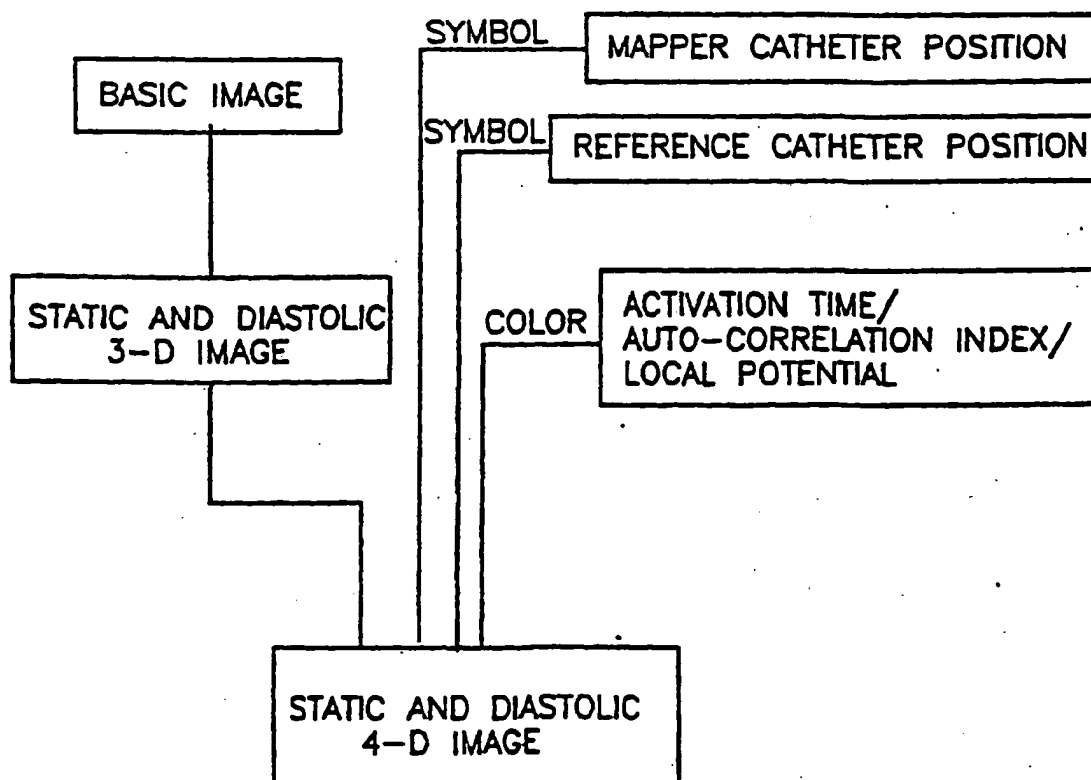 SYMBOL
MAPPER CATHETER POSITION
BASIC IMAGE
SYMBOL
REFERENCE CATHETER POSITION
STATIC AND DIASTOLIC
3-D IMAGE
COLOR
ACTIVATION TIME/
AUTO-CORRELATION INDEX/
LOCAL POTENTIAL
STATIC AND DIASTOLIC
4-D IMAGE